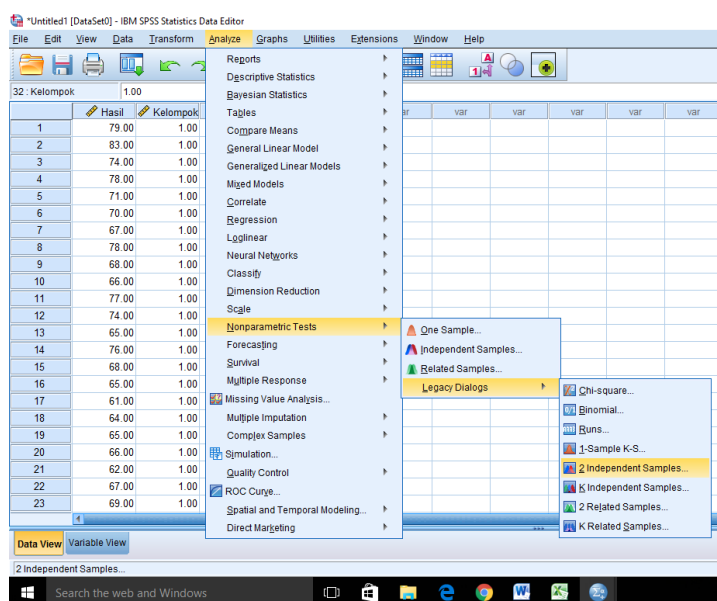 *Untitled1 [DataSet0] - IBM SPSS Statistics Data Editor
File Edit View Data Transform Analyze Graphs Utilities Extensions Window Help
32 : Kelompok 1.00
Hasil Kelompok var var var var var
1 79.00 1.00
2 83.00 1.00
3 74.00 1.00
4 78.00 1.00
5 71.00 1.00
6 70.00 1.00
7 67.00 1.00
8 78.00 1.00
9 68.00 1.00
10 66.00 1.00
11 77.00 1.00
12 74.00 1.00
13 65.00 1.00
14 76.00 1.00
15 68.00 1.00
16 65.00 1.00
17 61.00 1.00
18 64.00 1.00
19 65.00 1.00
20 66.00 1.00
21 62.00 1.00
22 67.00 1.00
23 69.00 1.00
Reports
Descriptive Statistics
Bayesian Statistics
Tables
Compare Means
General Linear Model
Generalized Linear Models
Mixed Models
Correlate
Regression
Loglinear
Neural Networks
Classify
Dimension Reduction
Scale
Nonparametric Tests
Forecasting
Survival
Multiple Response
Missing Value Analysis...
Multiple Imputation
Complex Samples
Simulation...
Quality Control
ROC Curve...
Spatial and Temporal Modeling...
Direct Marketing
One Sample...
Independent Samples...
Related Samples...
Legacy Dialogs
Chi-square...
Binomial...
Runs...
1-Sample K-S...
2 Independent Samples...
K Independent Samples...
2 Related Samples...
K Related Samples...
Data View Variable View
2 Independent Samples...
Search the web and Windows